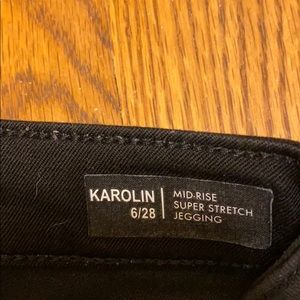 KAROLIN
6/28
MID-RISE
SUPER STRETCH
JEGGING